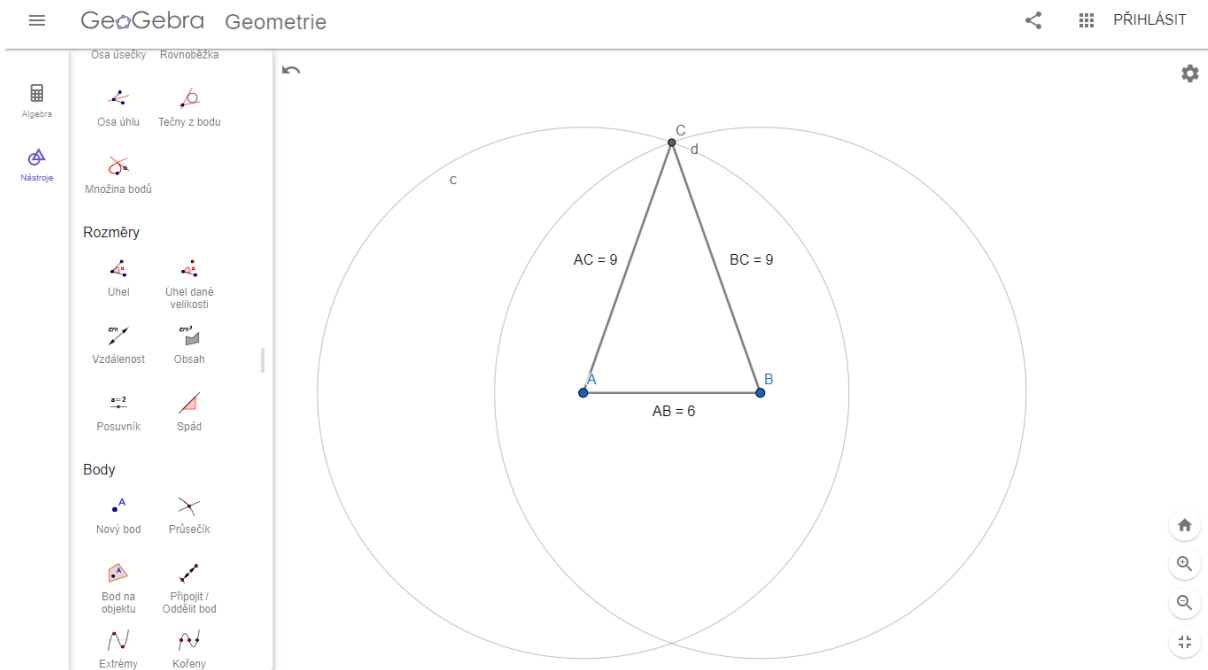 GeoGebra Geometrie
PŘIHLÁSIT
Algebra
Nástroje
Osa úsečky Rovnoběžka
Osa úhlu Tečny z bodu
Množina bodů
Rozměry
Úhel Úhel dané
velikosti
cm cm²
Vzdálenost Obsah
a=2
Posuvník Spád
Body
A
Nový bod Průsečík
A
Bod na Připojit /
objektu Oddělit bod
Extrémy Kořeny
C
d
c
AC = 9 BC = 9
A B
AB = 6